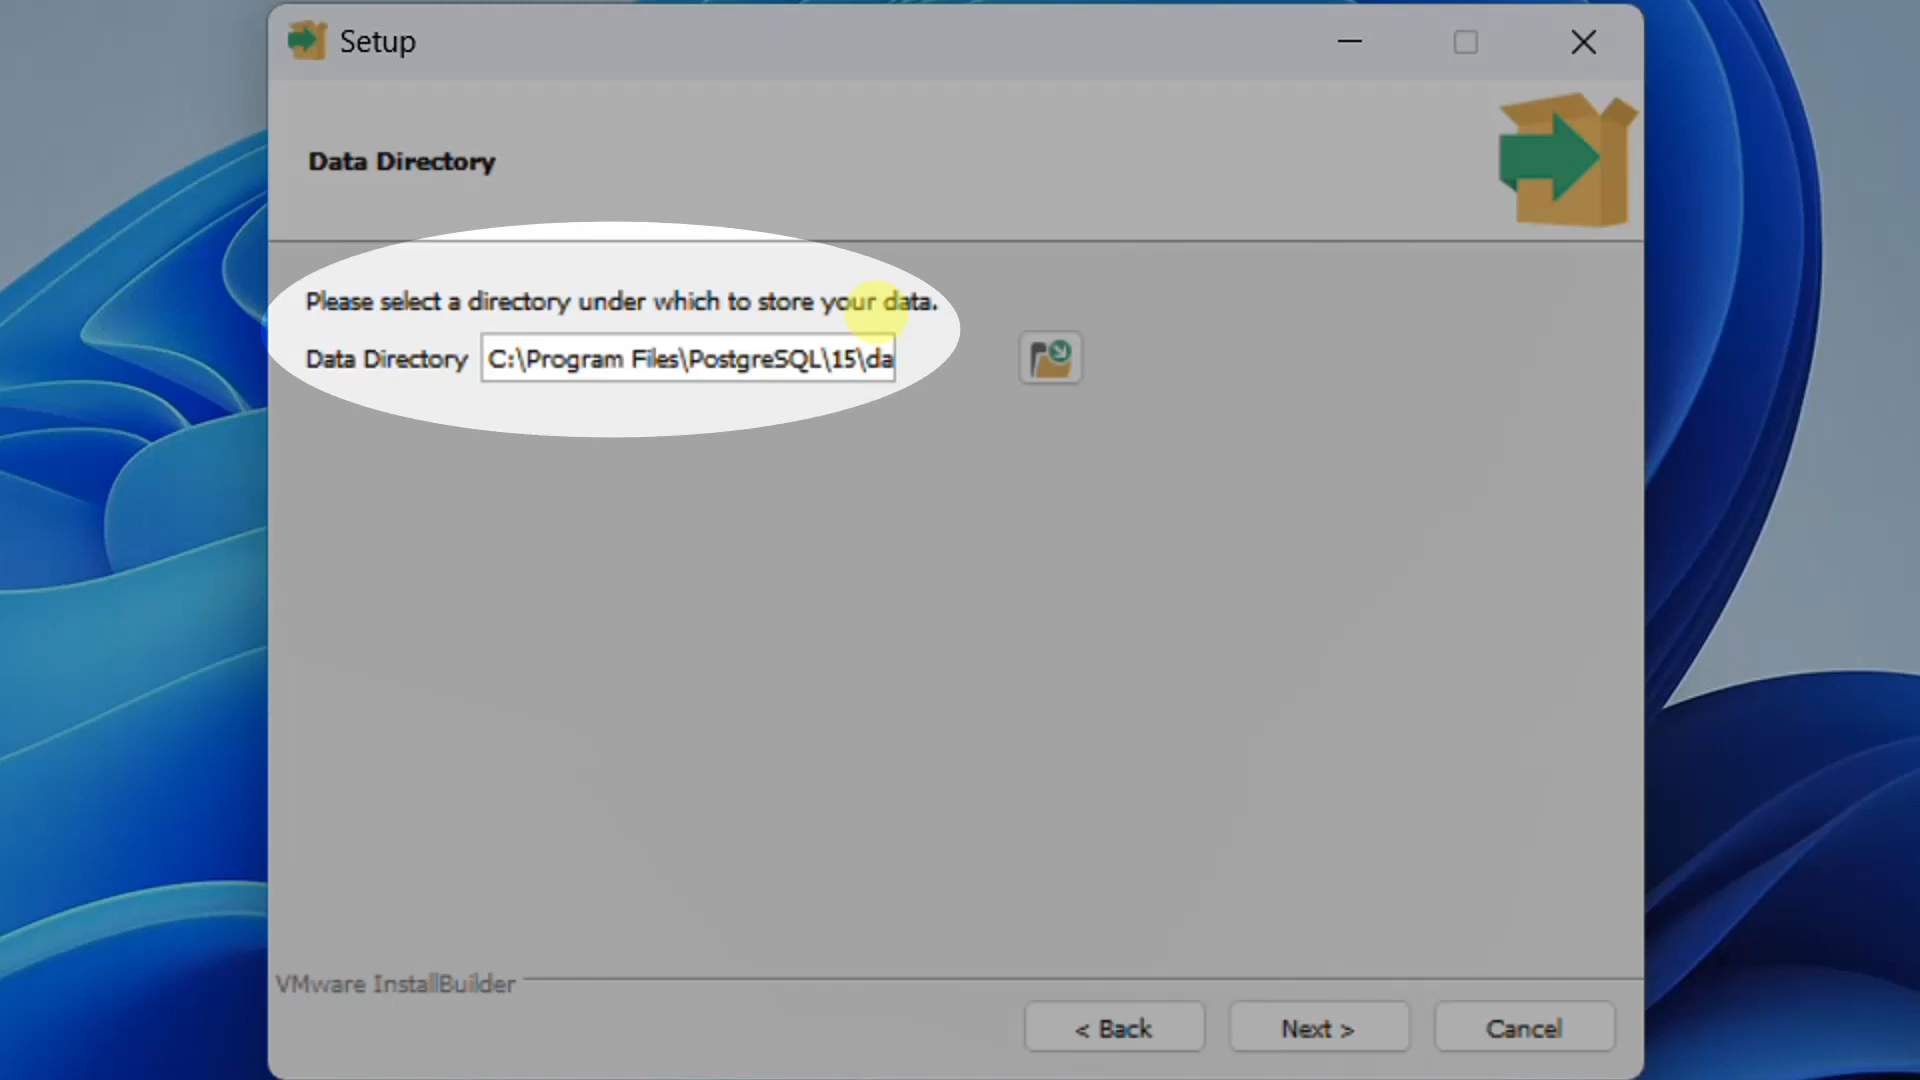 Setup
Data Directory
Please select a directory under which to store your data.
Data Directory C:\Program Files\PostgreSQL\15\da
VMware InstallBuilder
< Back Next > Cancel